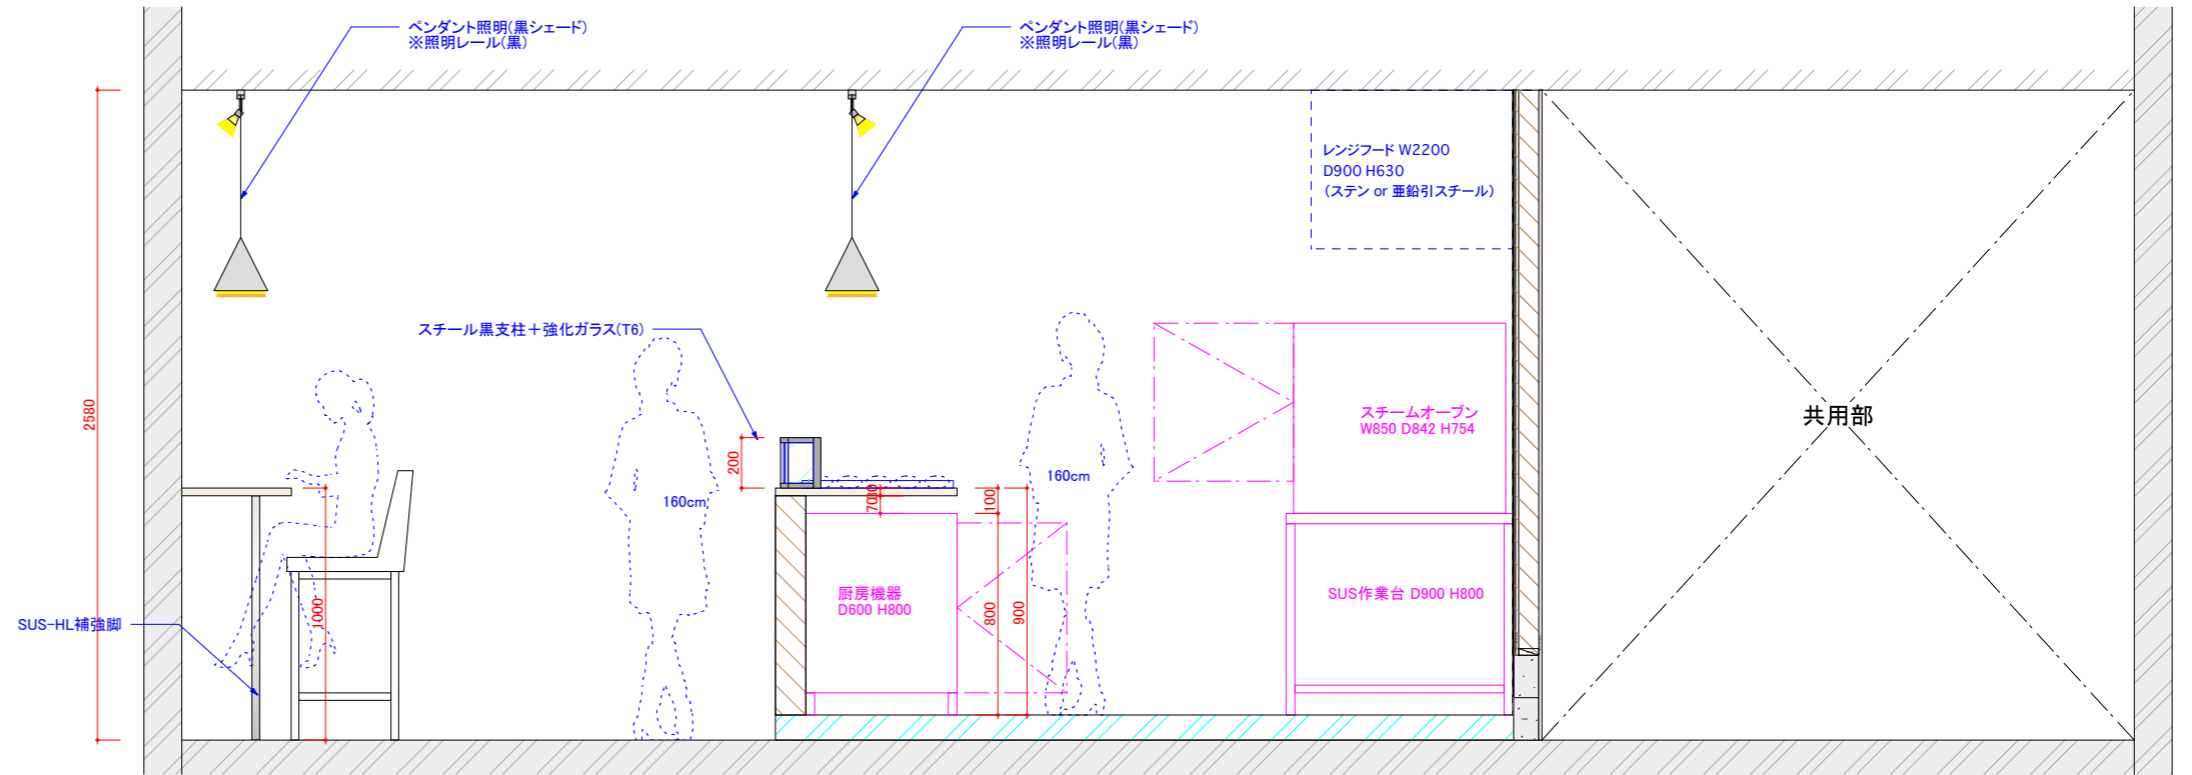 ペンダント照明(黒シェード)
※照明レール(黒)
ペンダント照明(黒シェード)
※照明レール(黒)
レンジフード W2200
D900 H630
（ステン or 亜鉛引スチール）
スチール黒支柱＋強化ガラス(T6)
2580
共用部
スチームオーブン
W850 D842 H754
200
160cm
160cm
70
30
100
厨房機器
D600 H800
800
900
1000
SUS作業台 D900 H800
SUS-HL補強脚